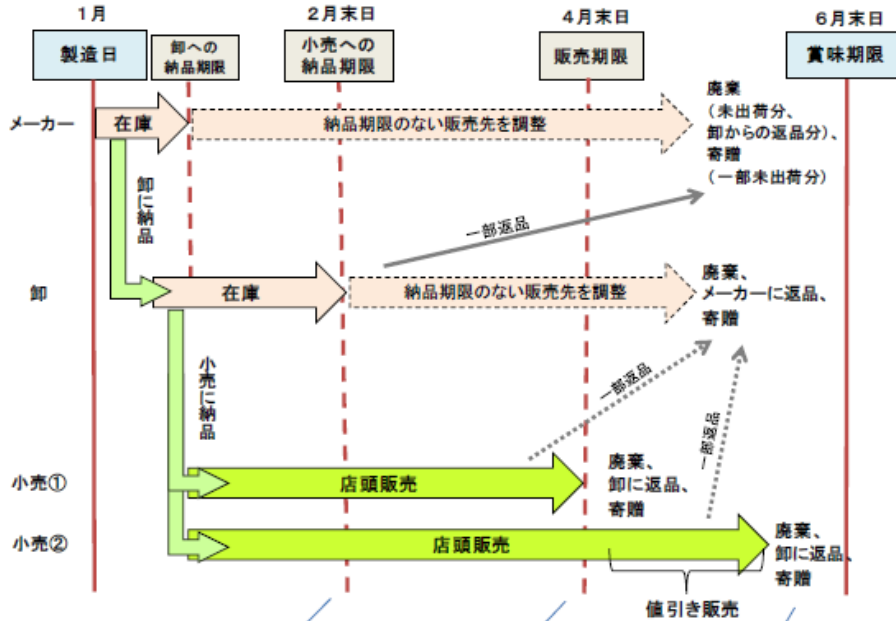 1月
2月末日
4月末日
6月末日
製造日
卸への
納品期限
小売への
納品期限
販売期限
賞味期限
メーカー
在庫
納品期限のない販売先を調整
廃棄
(未出荷分、
卸からの返品分)、
寄贈
(一部未出荷分)
卸に納品
一部返品
卸
在庫
納品期限のない販売先を調整
廃棄、
メーカーに返品、
寄贈
小売に納品
一部返品
一部返品
小売①
店頭販売
廃棄、
卸に返品、
寄贈
小売②
店頭販売
廃棄、
卸に返品、
寄贈
値引き販売